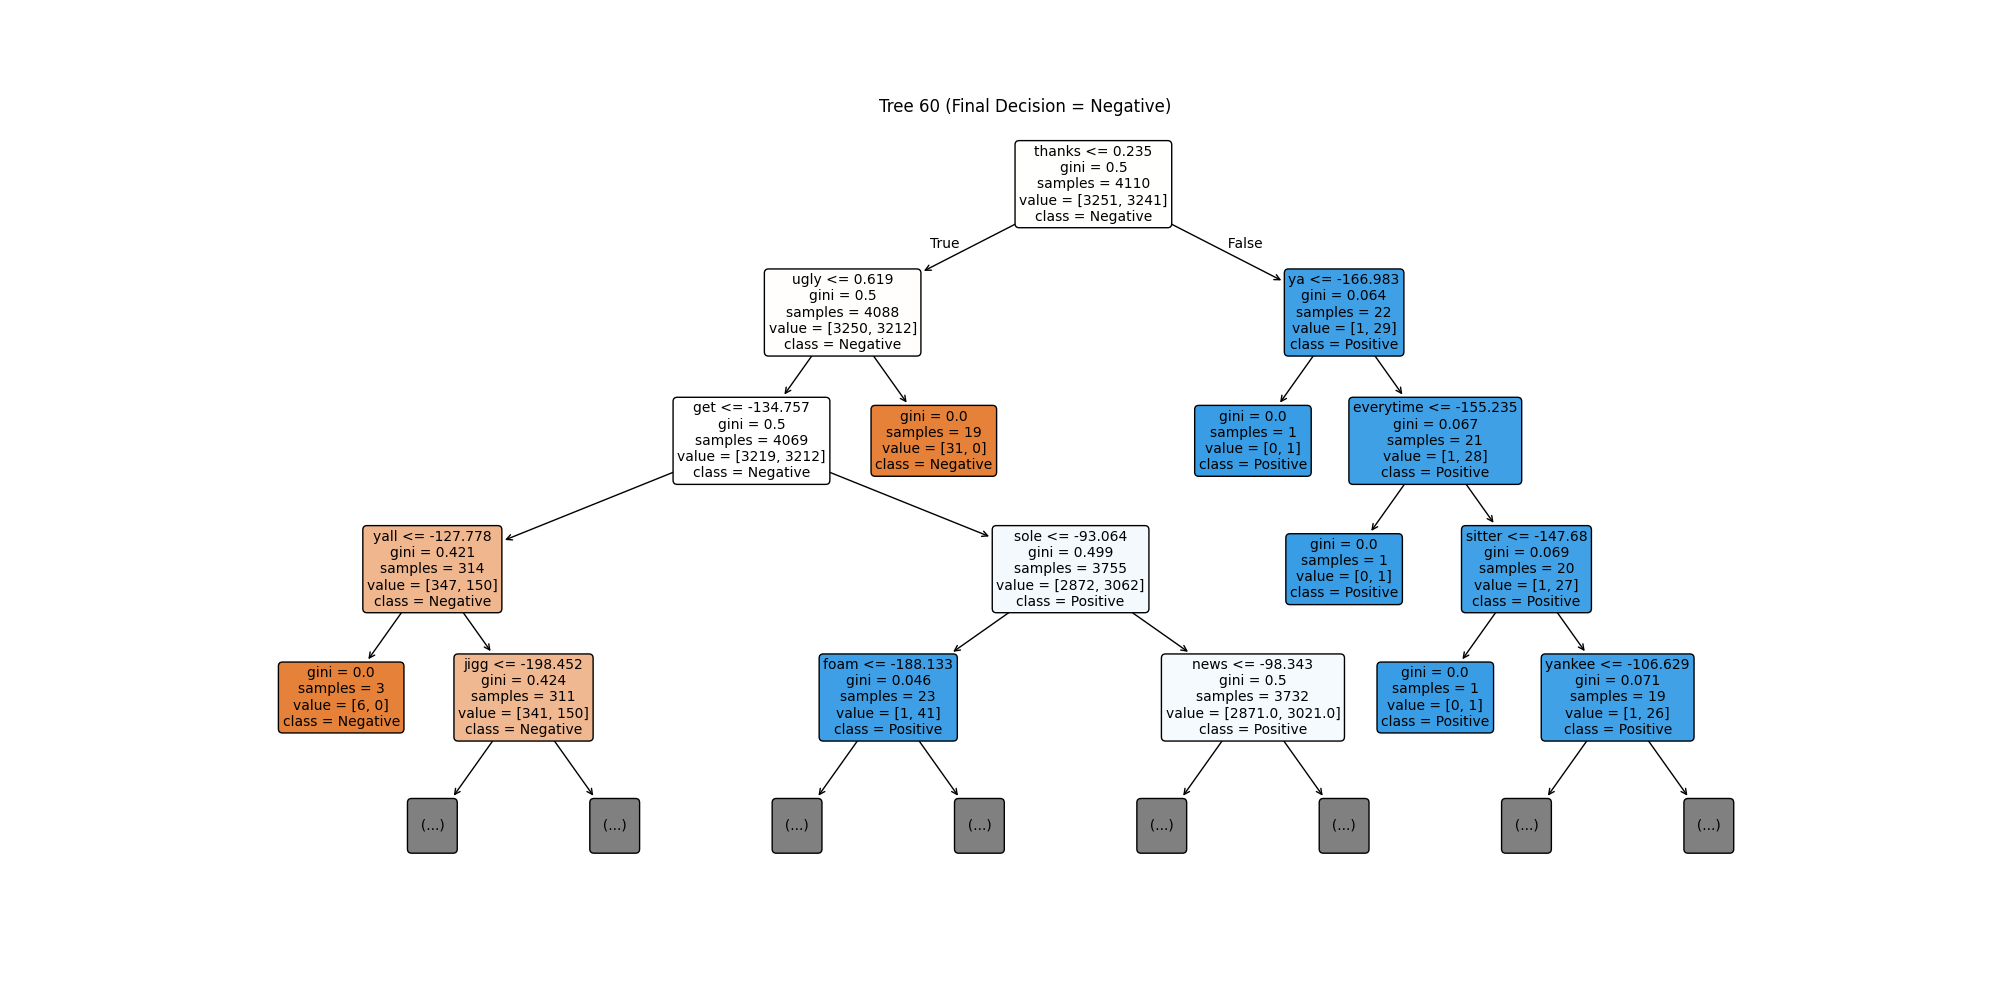 Tree 60 (Final Decision = Negative)
thanks <= 0.235
gini = 0.5
samples = 4110
value = [3251, 3241]
class = Negative
True
False
ugly <= 0.619
gini = 0.5
samples = 4088
value = [3250, 3212]
class = Negative
ya <= -166.983
gini = 0.064
samples = 22
value = [1, 29]
class = Positive
get <= -134.757
gini = 0.5
samples = 4069
value = [3219, 3212]
class = Negative
gini = 0.0
samples = 19
value = [31, 0]
class = Negative
gini = 0.0
samples = 1
value = [0, 1]
class = Positive
everytime <= -155.235
gini = 0.067
samples = 21
value = [1, 28]
class = Positive
yall <= -127.778
gini = 0.421
samples = 314
value = [347, 150]
class = Negative
sole <= -93.064
gini = 0.499
samples = 3755
value = [2872, 3062]
class = Positive
gini = 0.0
samples = 1
value = [0, 1]
class = Positive
sitter <= -147.68
gini = 0.069
samples = 20
value = [1, 27]
class = Positive
gini = 0.0
samples = 3
value = [6, 0]
class = Negative
jigg <= -198.452
gini = 0.424
samples = 311
value = [341, 150]
class = Negative
foam <= -188.133
gini = 0.046
samples = 23
value = [1, 41]
class = Positive
news <= -98.343
gini = 0.5
samples = 3732
value = [2871.0, 3021.0]
class = Positive
gini = 0.0
samples = 1
value = [0, 1]
class = Positive
yankee <= -106.629
gini = 0.071
samples = 19
value = [1, 26]
class = Positive
(...)
(...)
(...)
(...)
(...)
(...)
(...)
(...)